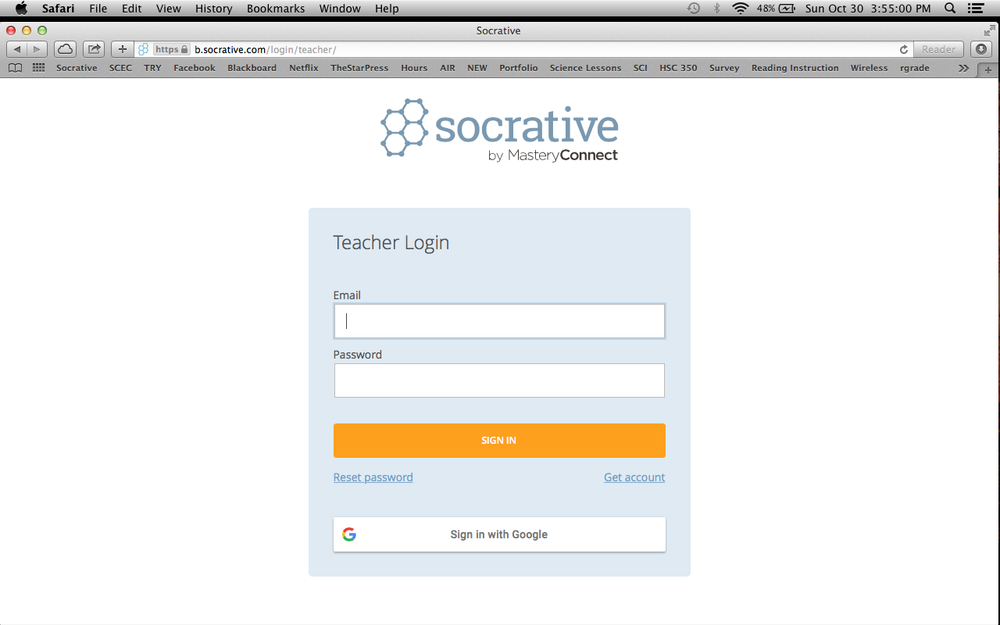 Safari File Edit View History Bookmarks Window Help 48% Sun Oct 30 3:55:00 PM
Socrative
https b.socrative.com/login/teacher/ Reader
Socrative SCEC TRY Facebook Blackboard Netflix TheStarPress Hours AIR NEW Portfolio Science Lessons SCI HSC 350 Survey Reading Instruction Wireless rgrade
socrative
by MasteryConnect
Teacher Login
Email
Password
SIGN IN
Reset password Get account
Sign in with Google